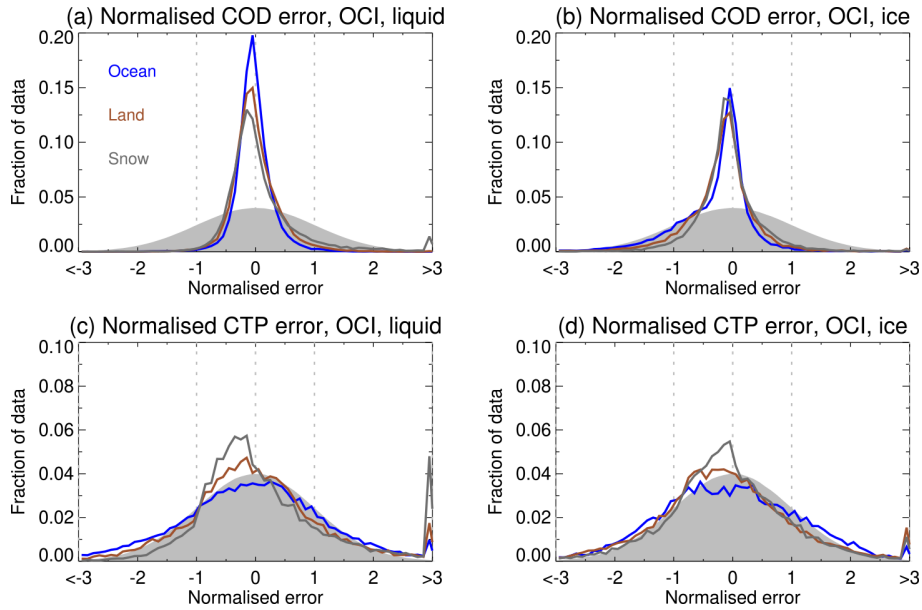 (a) Normalised COD error, OCI, liquid
Fraction of data
0.20
0.15
0.10
0.05
0.00
Ocean
Land
Snow
<-3 -2 -1 0 1 2 >3
Normalised error
(b) Normalised COD error, OCI, ice
Fraction of data
0.20
0.15
0.10
0.05
0.00
<-3 -2 -1 0 1 2 >3
Normalised error
(c) Normalised CTP error, OCI, liquid
Fraction of data
0.10
0.08
0.06
0.04
0.02
0.00
<-3 -2 -1 0 1 2 >3
Normalised error
(d) Normalised CTP error, OCI, ice
Fraction of data
0.10
0.08
0.06
0.04
0.02
0.00
<-3 -2 -1 0 1 2 >3
Normalised error